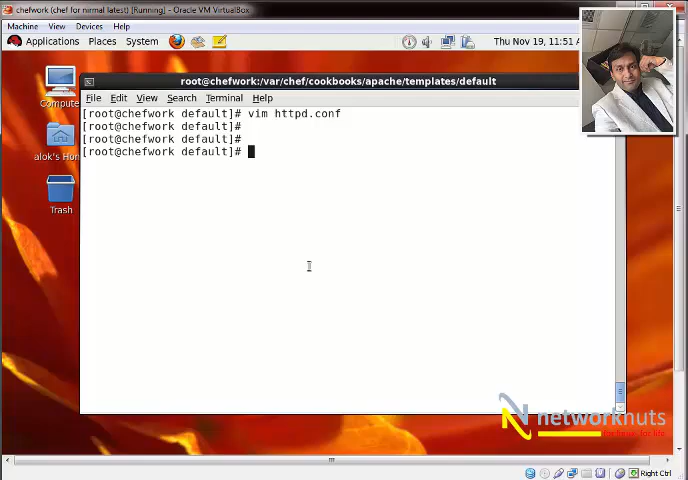 chefwork (chef for nirmal latest) [Running] - Oracle VM VirtualBox
Machine View Devices Help
Applications Places System
Thu Nov 19, 11:51 A
root@chefwork:/var/chef/cookbooks/apache/templates/default
File Edit View Search Terminal Help
[root@chefwork default]# vim httpd.conf
[root@chefwork default]#
[root@chefwork default]#
[root@chefwork default]#
Compute
alok's Hom
Trash
networknuts
Right Ctrl